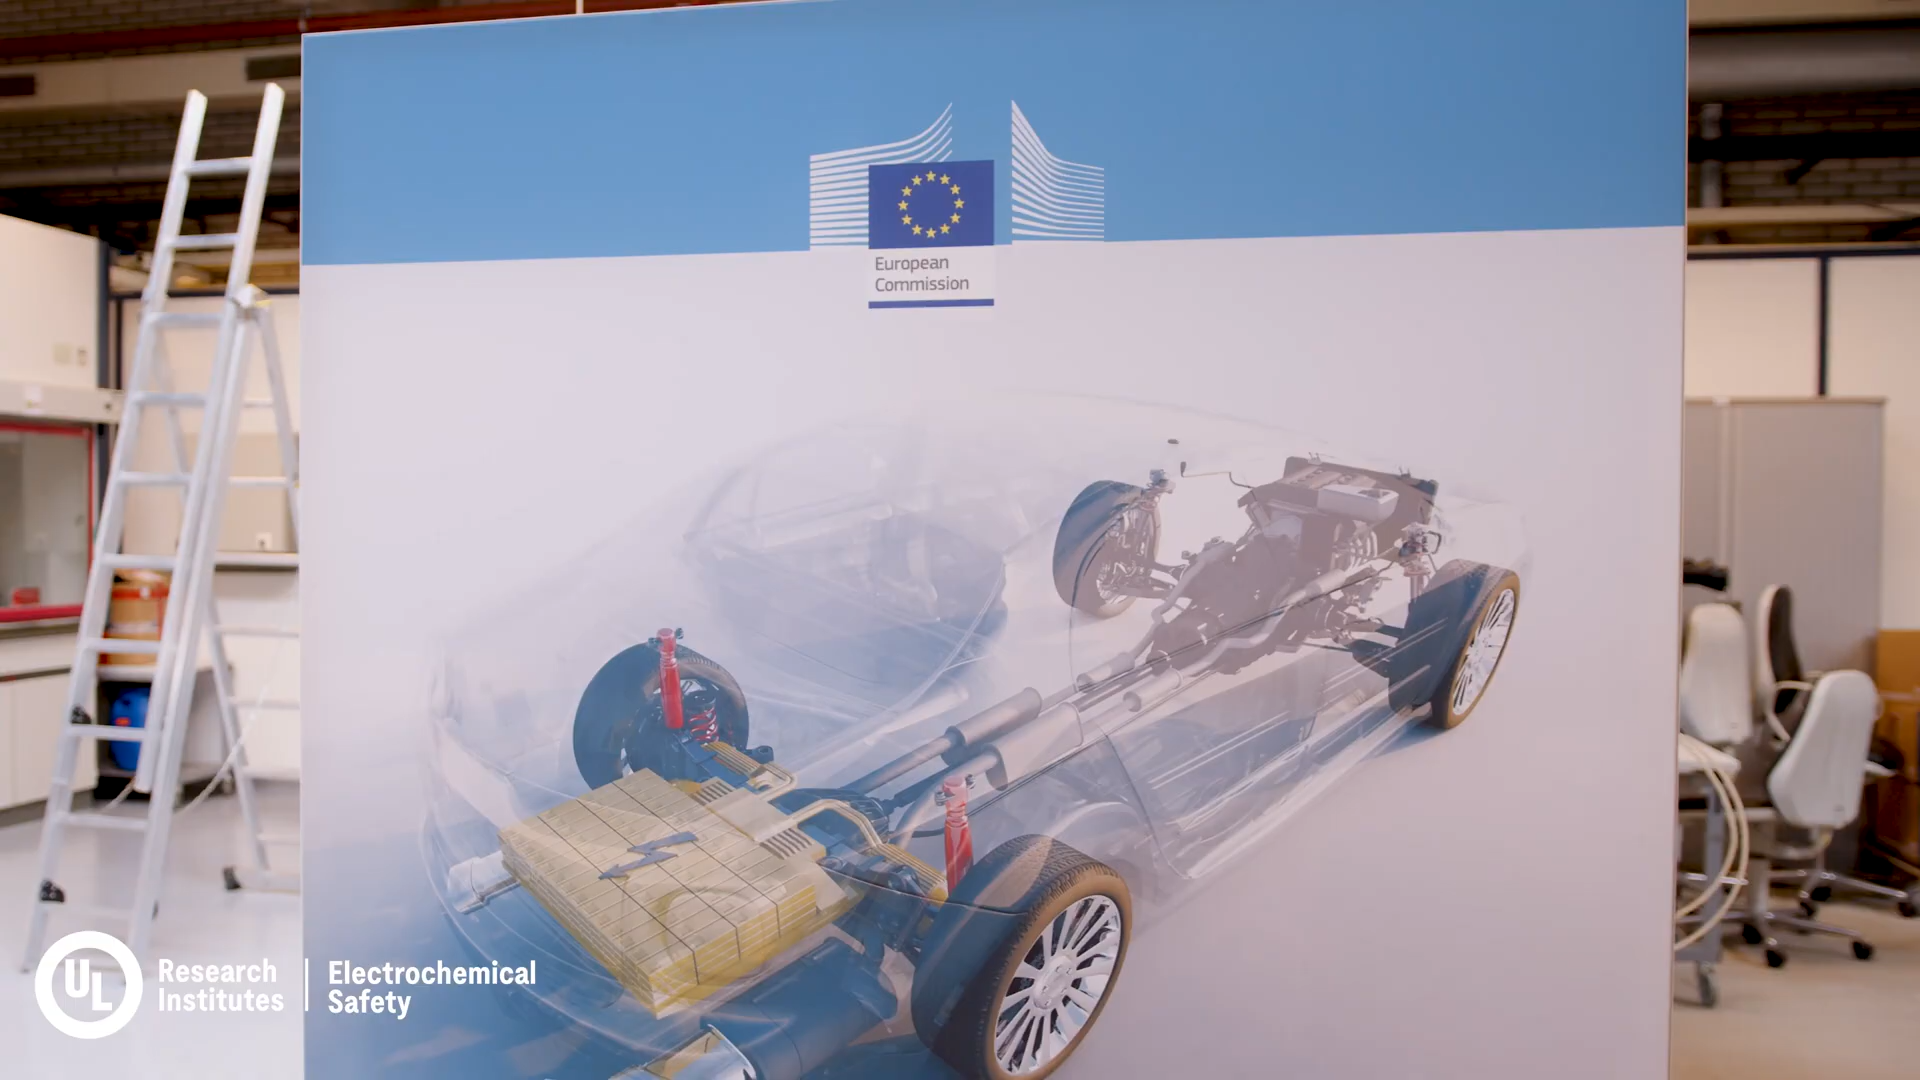 European
Commission
UL
Research
Institutes
Electrochemical
Safety